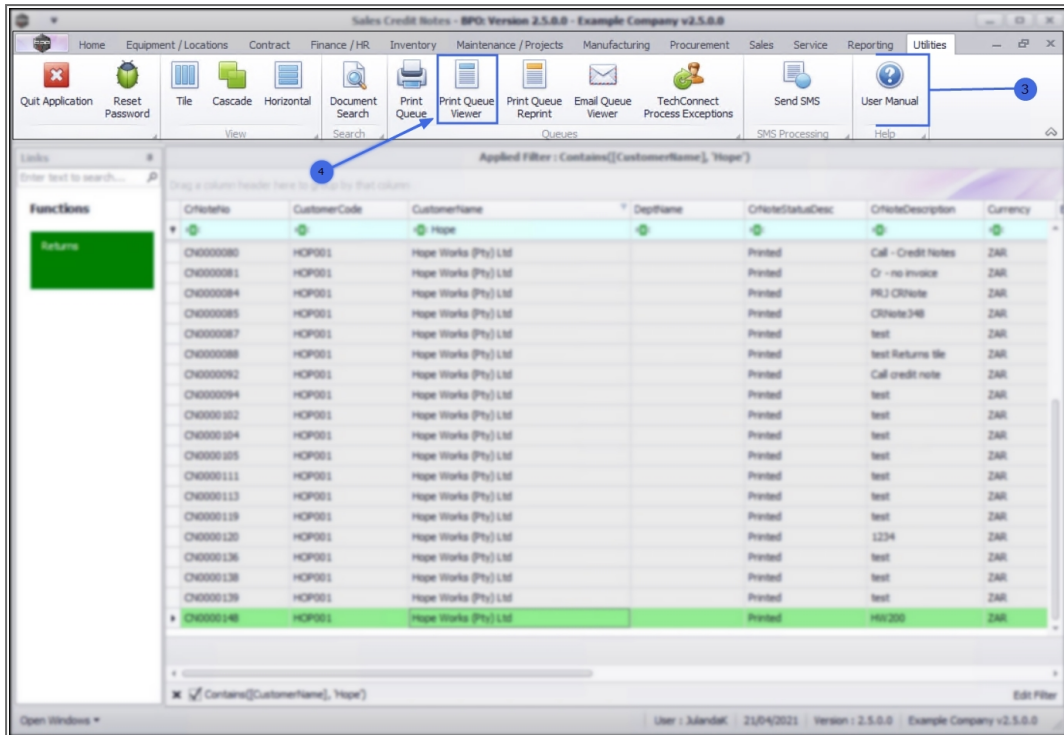 Sales Credit Notes - BPO: Version 2.5.0.0 - Example Company v2.5.0.0
Home Equipment / Locations Contract Finance / HR Inventory Maintenance / Projects Manufacturing Procurement Sales Service Reporting Utilities
Quit Application Reset Password Tile Cascade Horizontal Document Search Print Queue Print Queue Viewer Print Queue Reprint Email Queue Viewer TechConnect Process Exceptions Send SMS User Manual
3
View Search Queues SMS Processing Help
4
Links
Applied Filter : Contains([CustomerName], 'Hope')
Enter text to search...
Drag a column header here to group by that column
Functions
CrNoteNo CustomerCode CustomerName DeptName CrNoteStatusDesc CrNoteDescription Currency
Hope
Returns
CN0000080 HOP001 Hope Works (Pty) Ltd Printed Call - Credit Notes ZAR
CN0000081 HOP001 Hope Works (Pty) Ltd Printed Cr - no invoice ZAR
CN0000084 HOP001 Hope Works (Pty) Ltd Printed PRJ CRNote ZAR
CN0000085 HOP001 Hope Works (Pty) Ltd Printed CRNote348 ZAR
CN0000087 HOP001 Hope Works (Pty) Ltd Printed test ZAR
CN0000088 HOP001 Hope Works (Pty) Ltd Printed test Returns tile ZAR
CN0000092 HOP001 Hope Works (Pty) Ltd Printed Call credit note ZAR
CN0000094 HOP001 Hope Works (Pty) Ltd Printed test ZAR
CN0000102 HOP001 Hope Works (Pty) Ltd Printed test ZAR
CN0000104 HOP001 Hope Works (Pty) Ltd Printed test ZAR
CN0000105 HOP001 Hope Works (Pty) Ltd Printed test ZAR
CN0000111 HOP001 Hope Works (Pty) Ltd Printed test ZAR
CN0000113 HOP001 Hope Works (Pty) Ltd Printed test ZAR
CN0000119 HOP001 Hope Works (Pty) Ltd Printed test ZAR
CN0000120 HOP001 Hope Works (Pty) Ltd Printed 1234 ZAR
CN0000136 HOP001 Hope Works (Pty) Ltd Printed test ZAR
CN0000138 HOP001 Hope Works (Pty) Ltd Printed test ZAR
CN0000139 HOP001 Hope Works (Pty) Ltd Printed test ZAR
CN0000148 HOP001 Hope Works (Pty) Ltd Printed HW200 ZAR
Contains([CustomerName], 'Hope') Edit Filter
Open Windows User : JulandaK 21/04/2021 Version : 2.5.0.0 Example Company v2.5.0.0